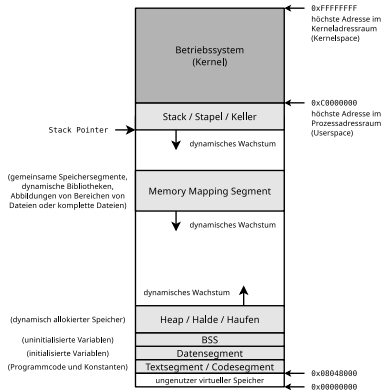 0xFFFFFFFF
höchste Adresse im
Kerneladressraum
(Kernelspace)
Betriebssystem
(Kernel)
0xC0000000
höchste Adresse im
Prozessadressraum
(Userspace)
Stack / Stapel / Keller
Stack Pointer
dynamisches Wachstum
(gemeinsame Speichersegmente,
dynamische Bibliotheken,
Abbildungen von Bereichen von
Dateien oder komplette Dateien)
Memory Mapping Segment
dynamisches Wachstum
dynamisches Wachstum
(dynamisch allokierter Speicher)
Heap / Halde / Haufen
(uninitialisierte Variablen)
BSS
(initialisierte Variablen)
Datensegment
(Programmcode und Konstanten)
Textsegment / Codesegment
0x08048000
ungenutzer virtueller Speicher
0x00000000